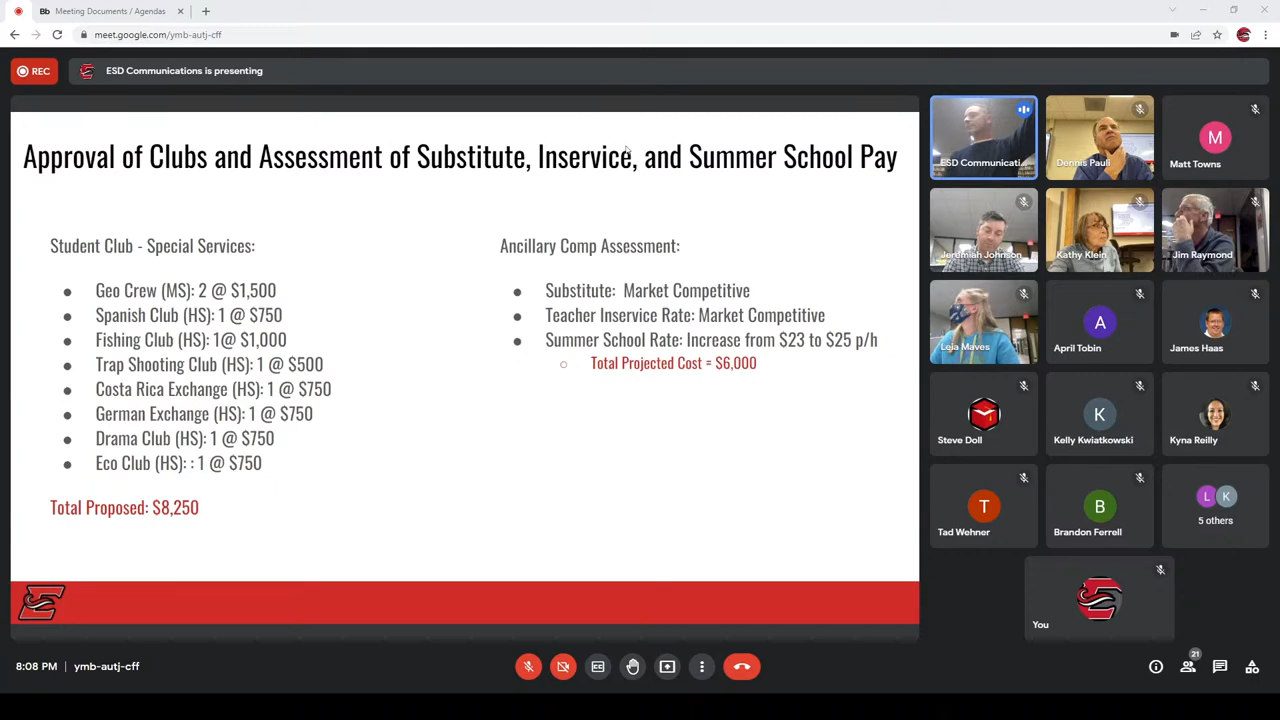 Bb Meeting Documents / Agendas
meet.google.com/ymb-autj-cff
REC
ESD Communications is presenting
Approval of Clubs and Assessment of Substitute, Inservice, and Summer School Pay
Student Club - Special Services:
Geo Crew (MS): 2 @ $1,500
Spanish Club (HS): 1 @ $750
Fishing Club (HS): 1@ $1,000
Trap Shooting Club (HS): 1 @ $500
Costa Rica Exchange (HS): 1 @ $750
German Exchange (HS): 1 @ $750
Drama Club (HS): 1 @ $750
Eco Club (HS): : 1 @ $750
Total Proposed: $8,250
Ancillary Comp Assessment:
Substitute: Market Competitive
Teacher Inservice Rate: Market Competitive
Summer School Rate: Increase from $23 to $25 p/h
Total Projected Cost = $6,000
ESD Communicati...
Dennis Pauli
M
Matt Towns
Jeremiah Johnson
Kathy Klein
Jim Raymond
Leja Maves
A
April Tobin
James Haas
Steve Doll
K
Kelly Kwiatkowski
Kyna Reilly
T
Tad Wehner
B
Brandon Ferrell
L K
5 others
You
8:08 PM | ymb-autj-cff
21